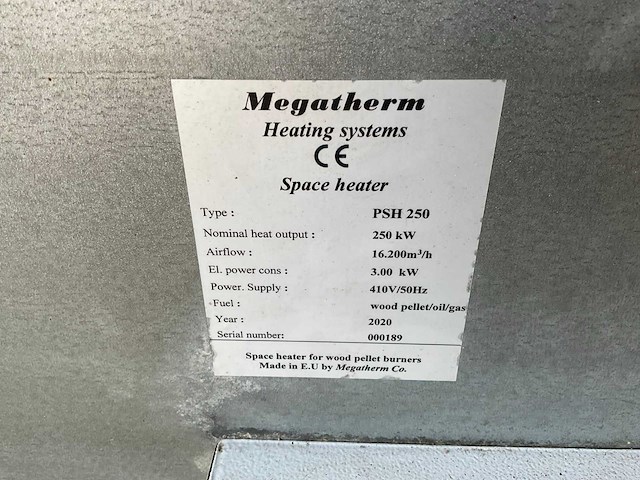 Megatherm
Heating systems
CE
Space heater
Type : PSH 250
Nominal heat output : 250 kW
Airflow : 16.200m³/h
El. power cons : 3.00 kW
Power. Supply : 410V/50Hz
Fuel : wood pellet/oil/gas
Year : 2020
Serial number: 000189
Space heater for wood pellet burners
Made in E.U by Megatherm Co.